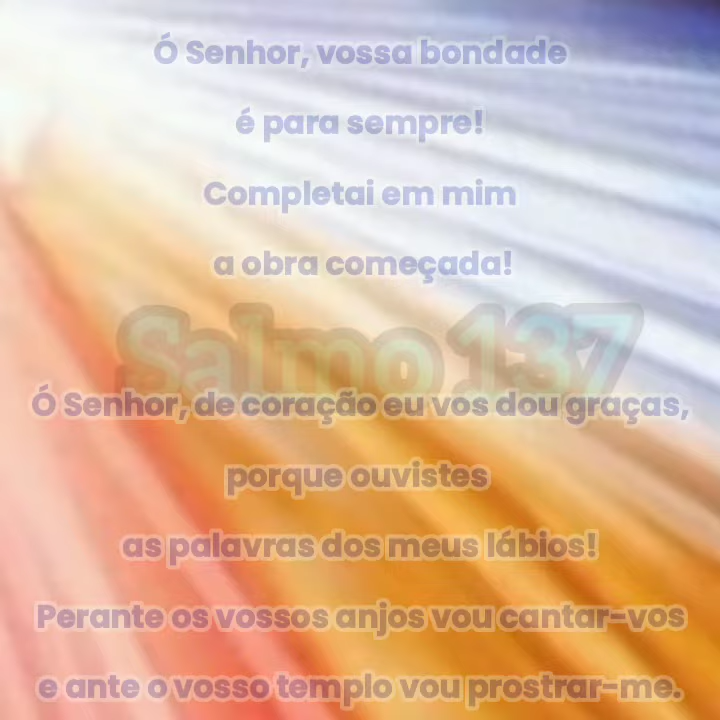 Ó Senhor, vossa bondade
é para sempre!
Completai em mim
a obra começada!
Salmo 137
Ó Senhor, de coração eu vos dou graças,
porque ouvistes
as palavras dos meus lábios!
Perante os vossos anjos vou cantar-vos
e ante o vosso templo vou prostrar-me.